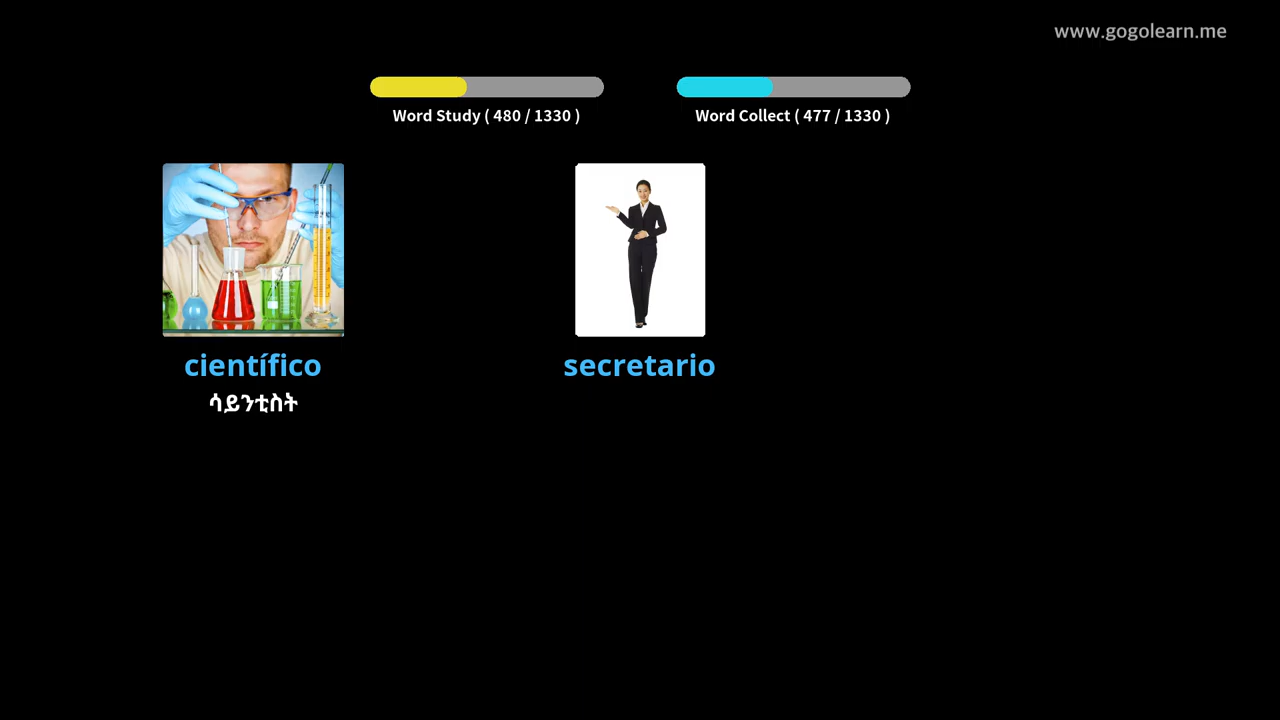 www.gogolearn.me
Word Study ( 480 / 1330 )
Word Collect ( 477 / 1330 )
científico
secretario
ሳይንቲስት